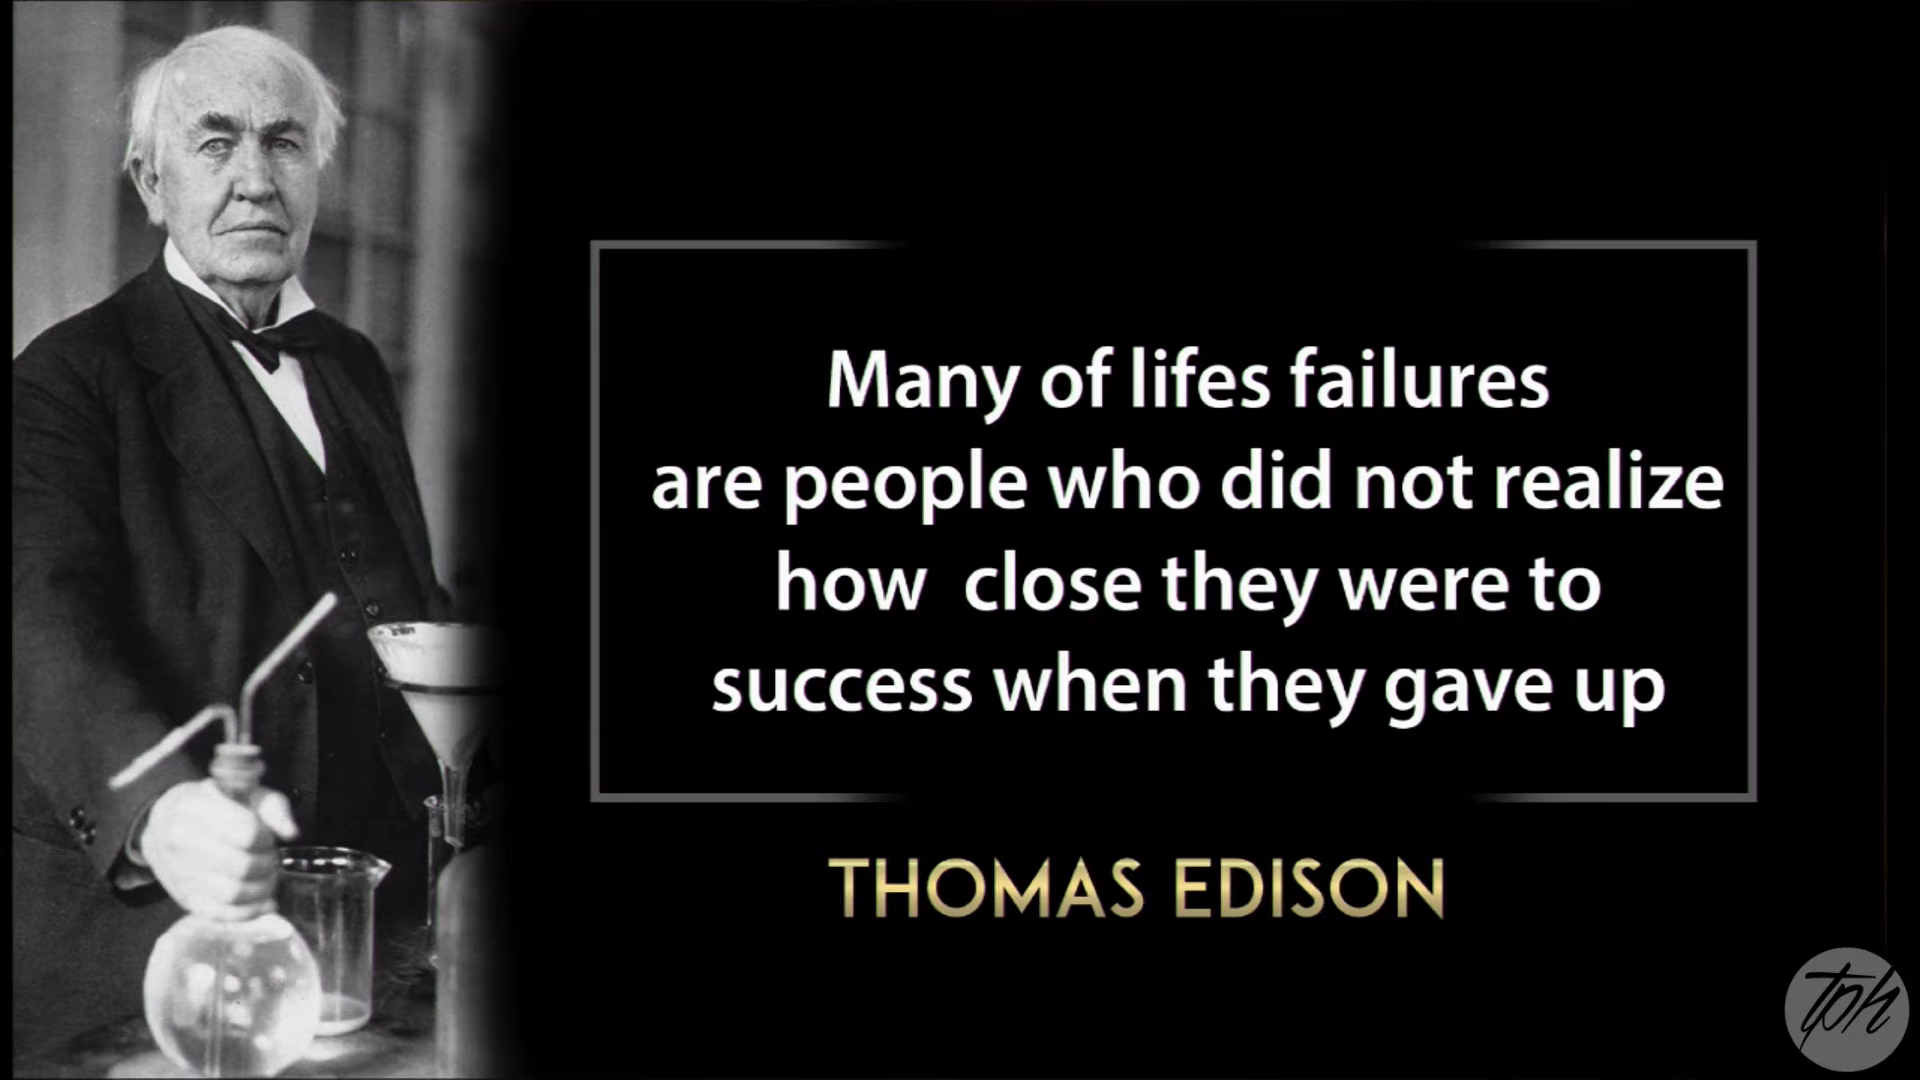 Many of lifes failures
are people who did not realize
how  close they were to
success when they gave up
THOMAS EDISON
tph